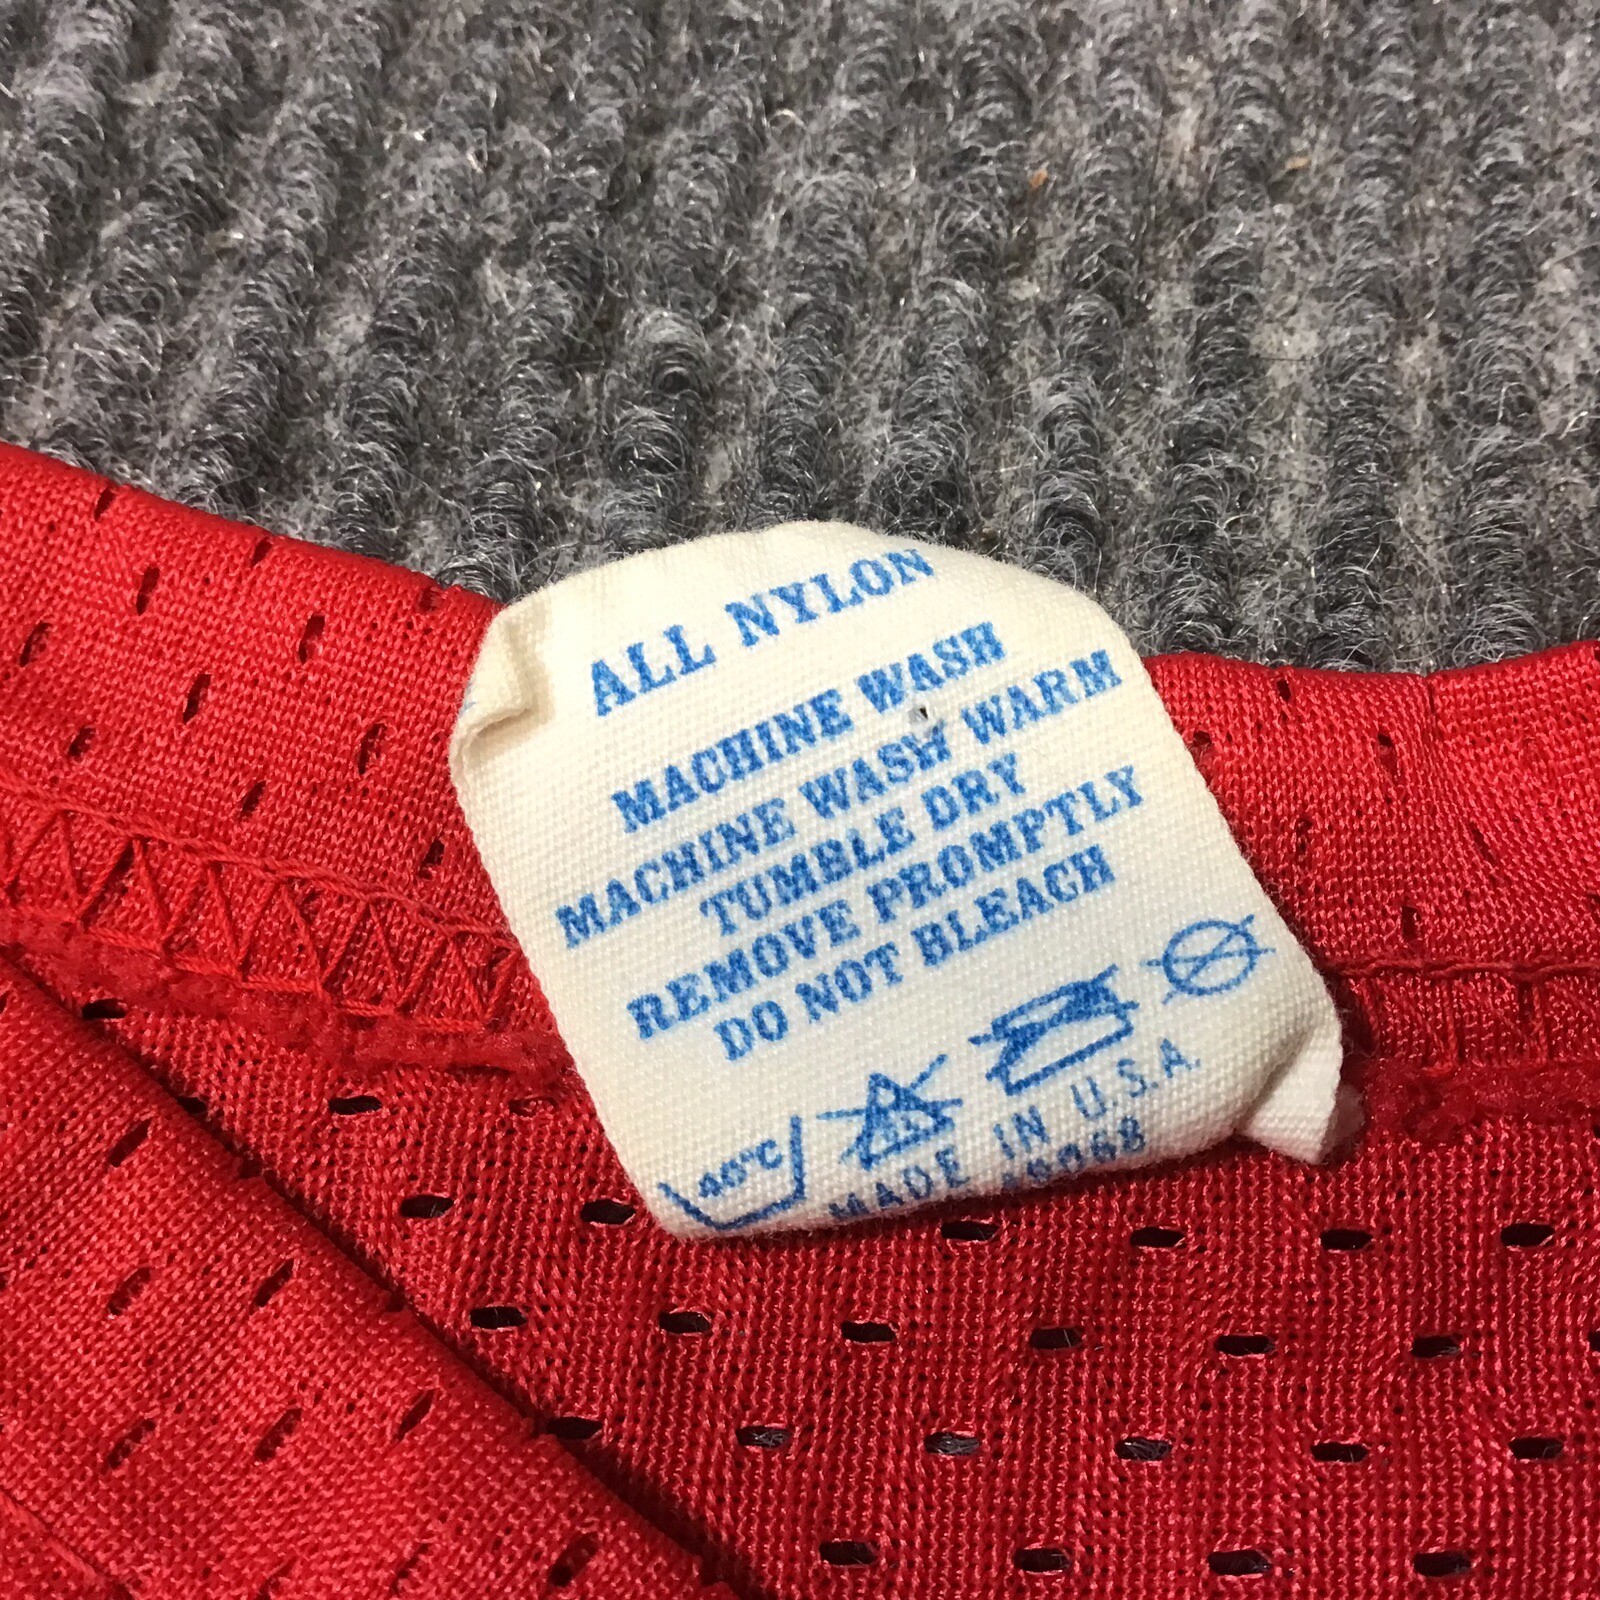 ALL NYLON
MACHINE WASH
MACHINE WASH WARM
TUMBLE DRY
REMOVE PROMPTLY
DO NOT BLEACH
40°C
MADE IN U.S.A.